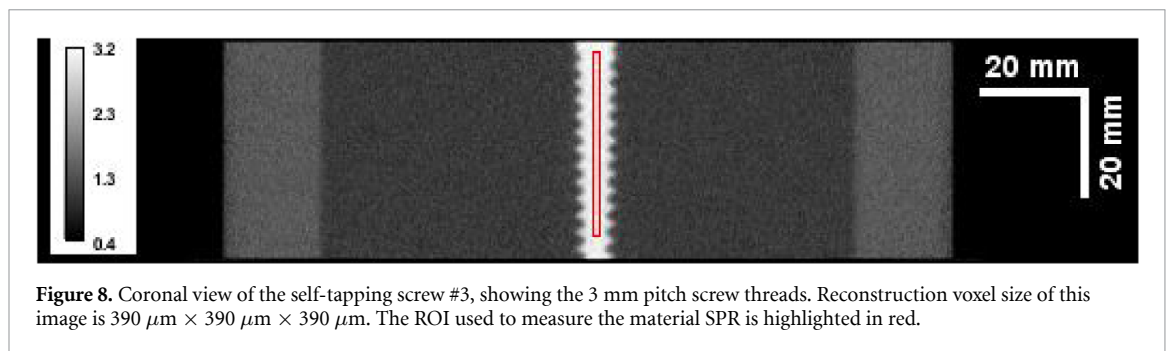 3.2
2.3
1.3
0.4
20 mm
20 mm
Figure 8. Coronal view of the self-tapping screw #3, showing the 3 mm pitch screw threads. Reconstruction voxel size of this
image is 390 μm × 390 μm × 390 μm. The ROI used to measure the material SPR is highlighted in red.